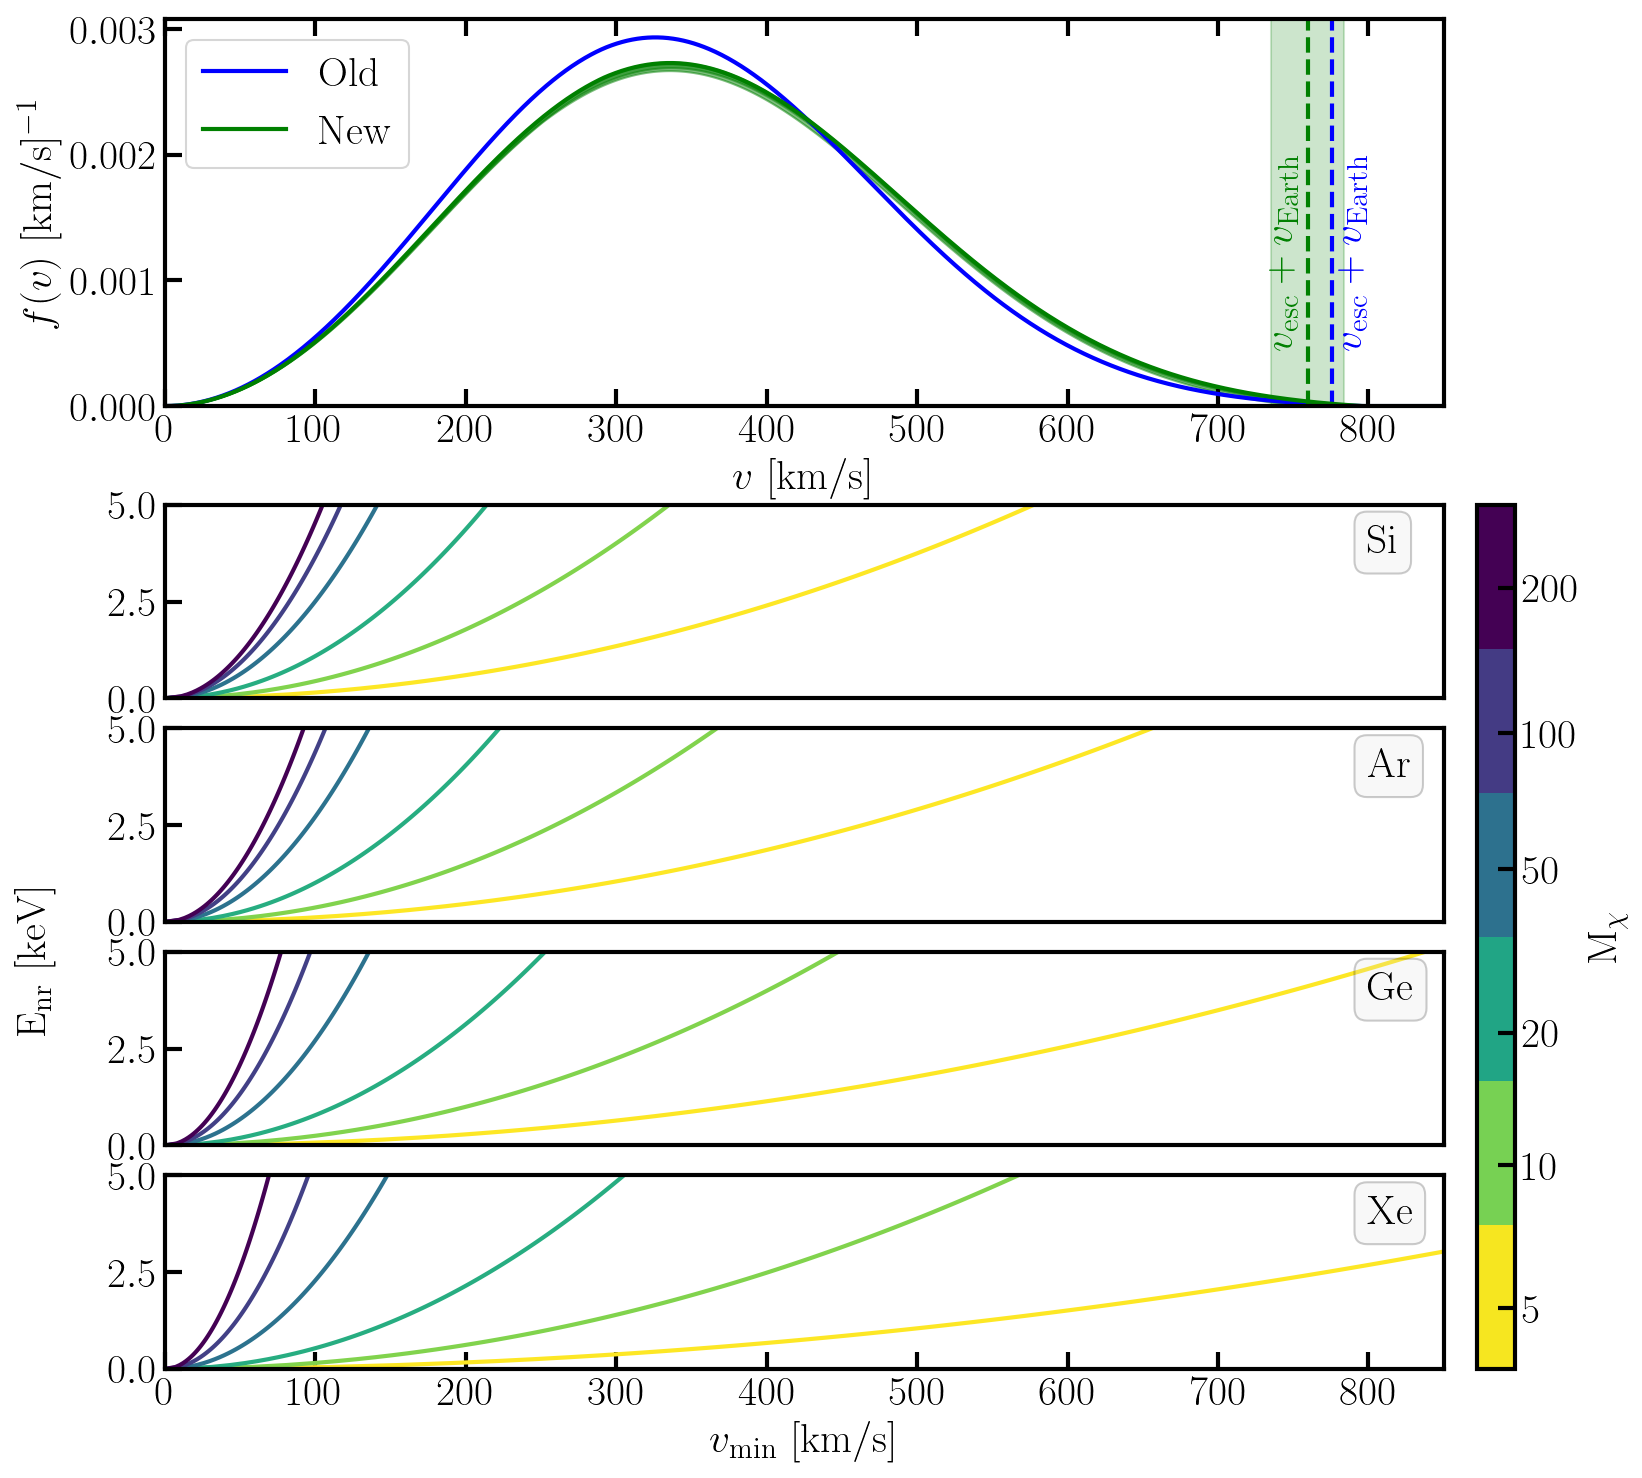 f(v) [km/s]⁻¹
0.003
0.002
0.001
0.000
Old
New
v_esc + v_Earth
v_esc + v_Earth
0 100 200 300 400 500 600 700 800
v [km/s]
E_nr [keV]
5.0
2.5
0.0
Si
5.0
2.5
0.0
Ar
5.0
2.5
0.0
Ge
5.0
2.5
0.0
Xe
0 100 200 300 400 500 600 700 800
v_min [km/s]
200
100
50
20
10
5
M_χ